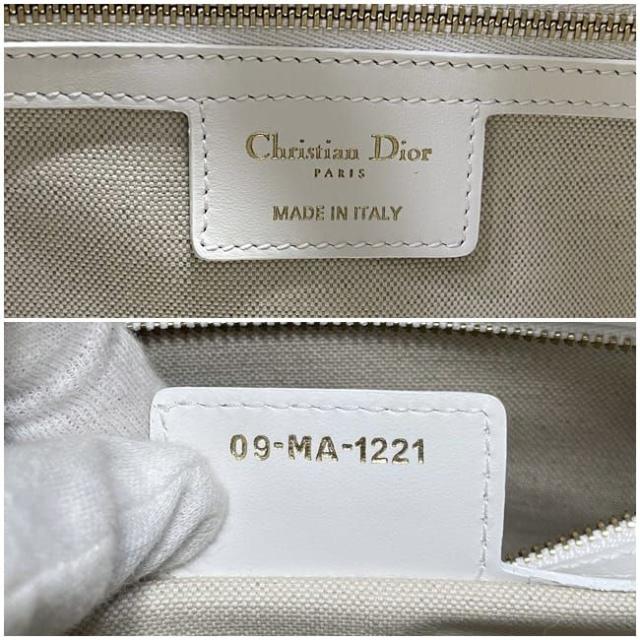 Christian Dior
PARIS
MADE IN ITALY
09-MA-1221